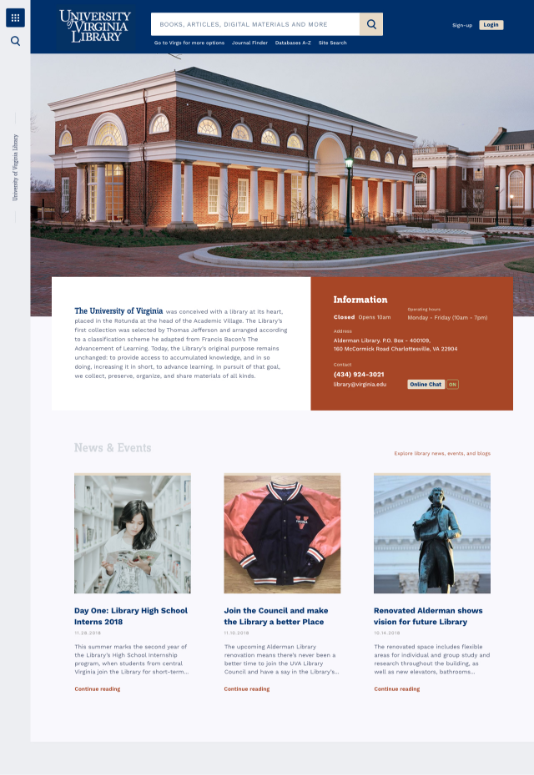 UNIVERSITY
of VIRGINIA
LIBRARY
BOOKS, ARTICLES, DIGITAL MATERIALS AND MORE
Sign-up
Login
Go to Virgo for more options
Journal Finder
Databases A-Z
Site Search
University of Virginia Library
The University of Virginia was conceived with a library at its heart,
placed in the Rotunda at the head of the Academic Village. The Library's
first collection was selected by Thomas Jefferson and arranged according
to a classification scheme he adapted from Francis Bacon's The
Advancement of Learning. Today, the Library's original purpose remains
unchanged: to provide access to accumulated knowledge, and in so
doing, increasing it in short, to advance learning. In pursuit of that goal,
we collect, preserve, organize, and share materials of all kinds.
Information
Closed Opens 10am
Operating hours
Monday - Friday (10am - 7pm)
Address
Alderman Library. P.O. Box - 400109,
160 McCormick Road Charlottesville, VA 22904
Contact
(434) 924-3021
library@virginia.edu
Online Chat
ON
News & Events
Explore library news, events, and blogs
Day One: Library High School
Interns 2018
11.08.2018
This summer marks the second year of
the Library's High School Internship
program, when students from central
Virginia join the Library for short-term...
Continue reading
V
Join the Council and make
the Library a better Place
11.10.2018
The upcoming Alderman Library
renovation means there's never been a
better time to join the UVA Library
Council and have a say in the Library's...
Continue reading
Renovated Alderman shows
vision for future Library
10.10.2018
The renovated space includes flexible
areas for individual and group study and
research throughout the building, as
well as new elevators, bathrooms...
Continue reading